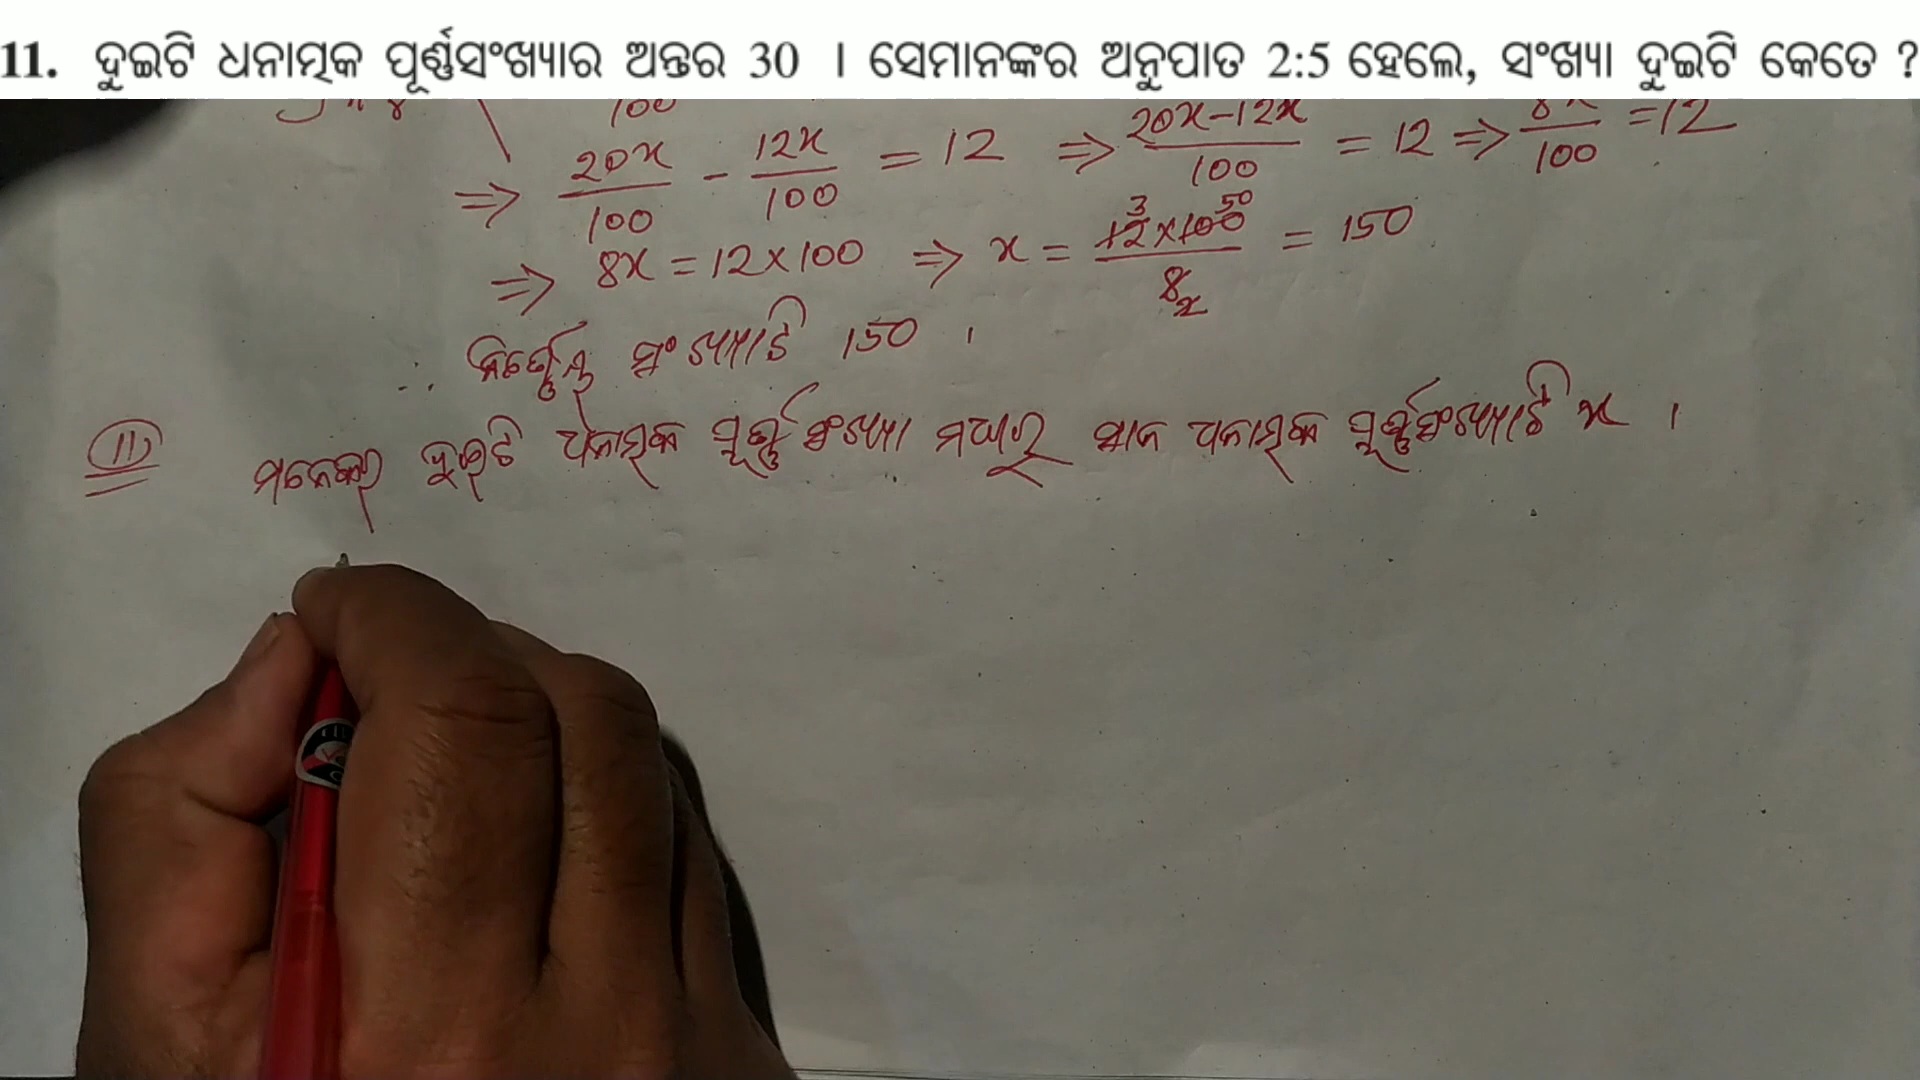 11. ଦୁଇଟି ଧନାତ୍ମକ ପୂର୍ଣ୍ଣସଂଖ୍ୟାର ଅନ୍ତର 30 । ସେମାନଙ୍କର ଅନୁପାତ 2:5 ହେଲେ, ସଂଖ୍ୟା ଦୁଇଟି କେତେ ?
100
⇒ 20x/100 - 12x/100 = 12 ⇒ 20x-12x/100 = 12 ⇒ 8x/100 = 12
⇒ 8x = 12×100 ⇒ x = 12×100/8 = 150
∴ ନିର୍ଣ୍ଣେୟ ସଂଖ୍ୟାଟି 150 ।
11) ମନେକର ଦୁଇଟି ଧନାତ୍ମକ ପୂର୍ଣ୍ଣସଂଖ୍ୟା ମଧ୍ୟରୁ ସାନ ଧନାତ୍ମକ ପୂର୍ଣ୍ଣସଂଖ୍ୟାଟି x ।